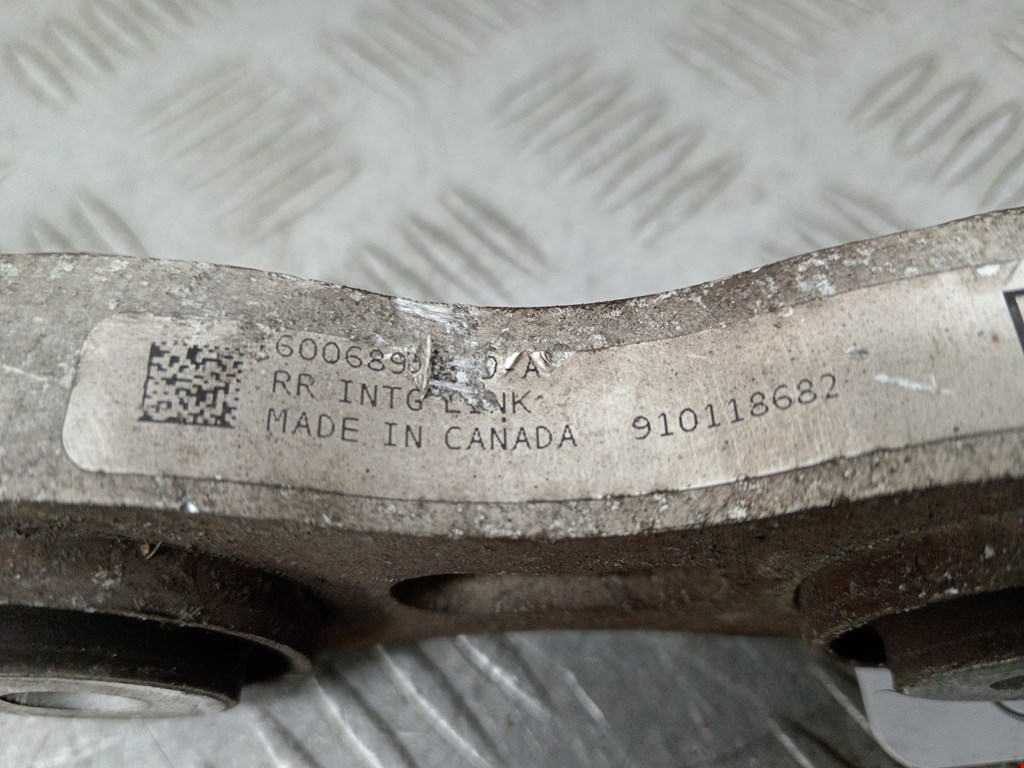 RR INTG LINK
MADE IN CANADA 910118682